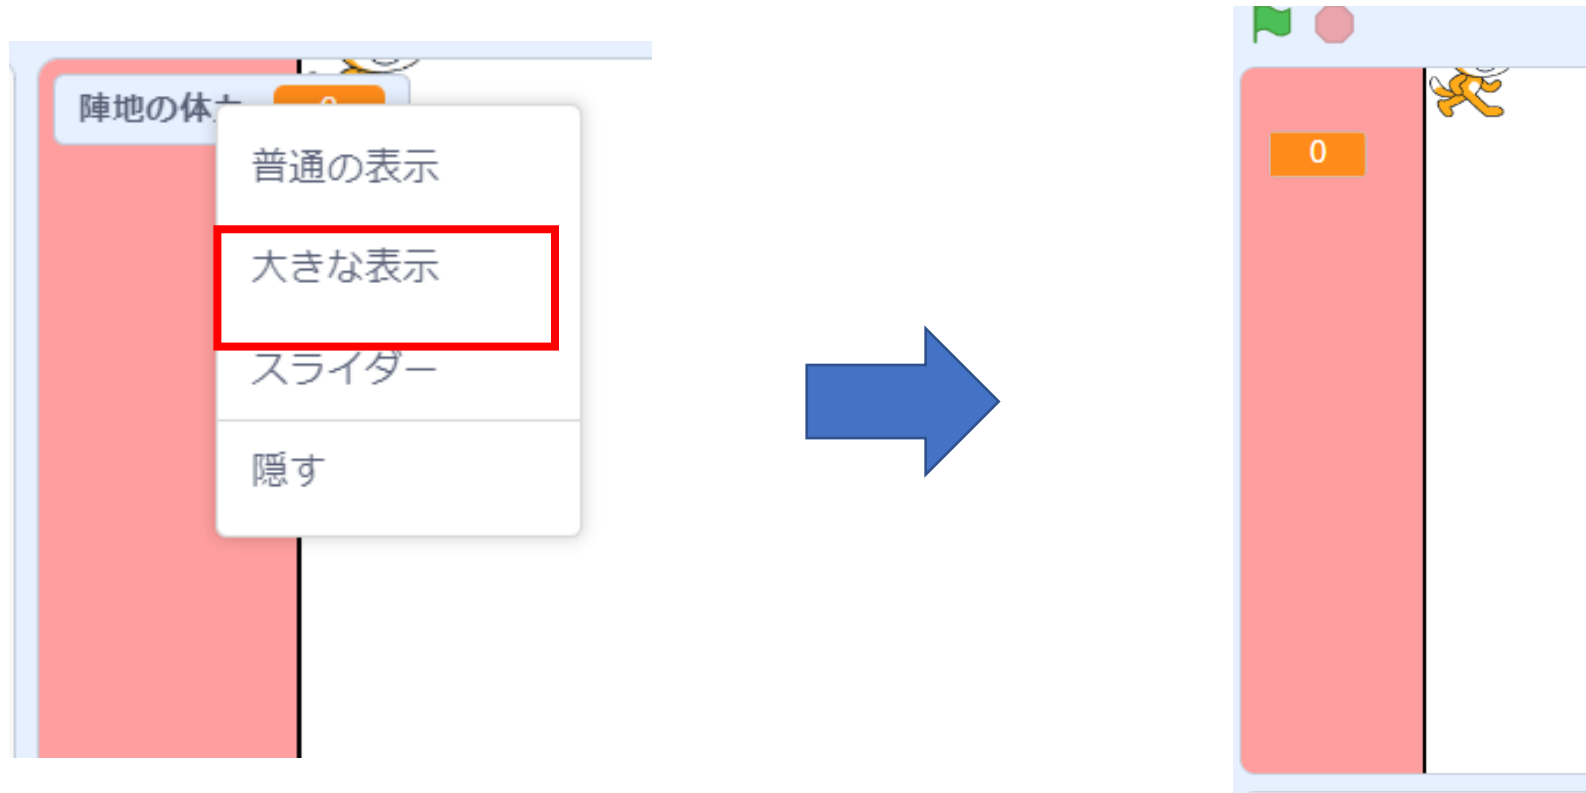 陣地の体
普通の表示
大きな表示
スライダー
隠す
0